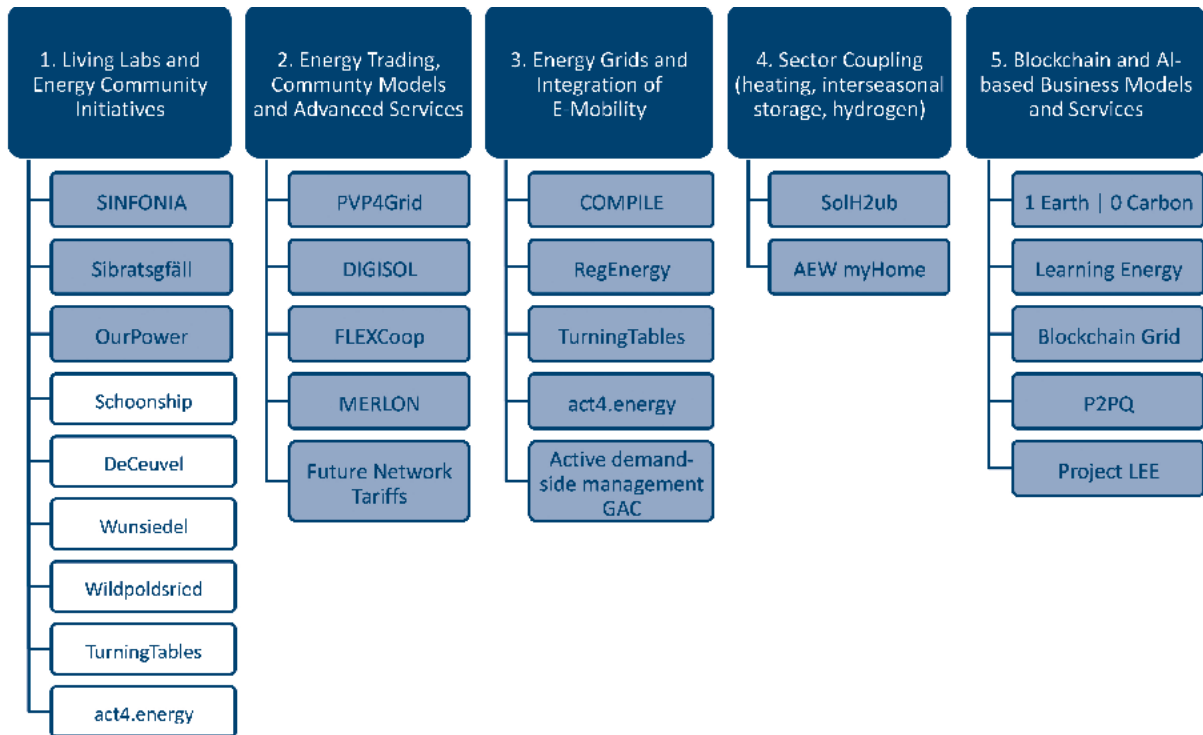 1. Living Labs and
Energy Community
Initiatives
SINFONIA
Sibratsgfäll
OurPower
Schoonship
DeCeuvel
Wunsiedel
Wildpoldsried
TurningTables
act4.energy
2. Energy Trading,
Community Models
and Advanced Services
PVP4Grid
DIGISOL
FLEXCoop
MERLON
Future Network
Tariffs
3. Energy Grids and
Integration of
E-Mobility
COMPILE
RegEnergy
TurningTables
act4.energy
Active demand-
side management
GAC
4. Sector Coupling
(heating, interseasonal
storage, hydrogen)
SolH2ub
AEW myHome
5. Blockchain and AI-
based Business Models
and Services
1 Earth | 0 Carbon
Learning Energy
Blockchain Grid
P2PQ
Project LEE